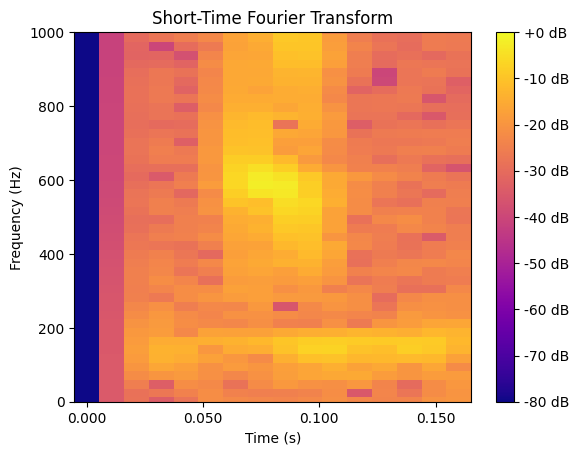 Short-Time Fourier Transform
Frequency (Hz)
1000
800
600
400
200
0
0.000
0.050
0.100
0.150
Time (s)
+0 dB
-10 dB
-20 dB
-30 dB
-40 dB
-50 dB
-60 dB
-70 dB
-80 dB